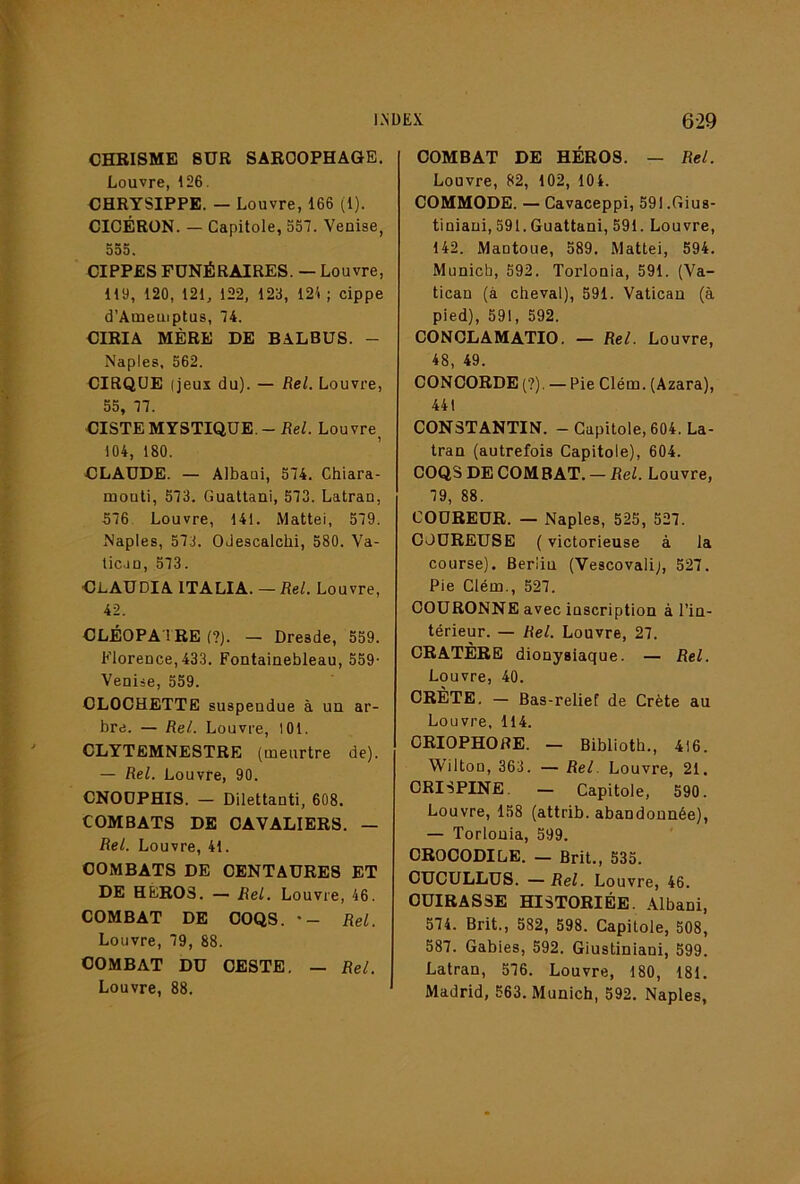 INDEX 629
CHRISME SUR SARCOPHAGE.
Louvre, 126.
CHRYSIPPE. — Louvre, 166 (1).
CICÉRON. — Capitole, 557. Venise,
555.
CIPPES FUNÉRAIRES. — Louvre,
119, 120, 121, 122, 123, 124 ; cippe
d'Amemptus, 74.
CIRIA MÈRE DE BALBUS. —
Naples, 562.
CIRQUE (jeux du). — Rel. Louvre,
55, 77.
CISTE MYSTIQUE. — Rel. Louvre,
104, 180.
CLAUDE. — Albani, 574. Chiara-
monti, 573. Guattani, 573. Latran,
576 Louvre, 141. Mattei, 579.
Naples, 573. Odescalchi, 580. Va-
tican, 573.
CLAUDIA ITALIA. — Rel. Louvre,
42.
CLÉOPATRE (?). — Dresde, 559.
Florence, 433. Fontainebleau, 559·
Venise, 559.
CLOCHETTE suspendue à un ar-
bre. — Rel. Louvre, 101.
CLYTEMNESTRE (meurtre de).
— Rel. Louvre, 90.
CNOUPHIS. — Dilettanti, 608.
COMBATS DE CAVALIERS. —
Rel. Louvre, 41.
COMBATS DE CENTAURES ET
DE HÉROS. — Rel. Louvre, 46.
COMBAT DE COQS. — Rel.
Louvre, 79, 88.
COMBAT DU CESTE. — Rel.
Louvre, 88.
COMBAT DE HÉROS. — Rel.
Louvre, 82, 102, 104.
COMMODE. — Cavaceppi, 591. Gius-
tiniani, 591. Guattani, 591. Louvre,
142. Mantoue, 589. Mattei, 594.
Munich, 592. Torlonia, 591. (Va-
tican (à cheval), 591. Vatican (à
pied), 591, 592.
CONCLAMATIO. — Rel. Louvre,
48, 49.
CONCORDE (?). — Pie Clém. (Azara),
441
CONSTANTIN. — Capitole, 604. La-
tran (autrefois Capitole), 604.
COQS DE COMBAT. — Rel. Louvre,
79, 88.
COUREUR. — Naples, 525, 527.
COUREUSE ( victorieuse à la
course). Berlin (Vescovali), 527.
Pie Clém., 527.
COURONNE avec inscription à l'in-
térieur. — Rel. Louvre, 27.
CRATÈRE dionysiaque. — Rel.
Louvre, 40.
CRÈTE. — Bas-relief de Crète au
Louvre, 114.
CRIOPHORE. — Biblioth., 416.
Wilton, 363. — Rel. Louvre, 21.
CRISPINE. — Capitole, 590.
Louvre, 158 (attrib. abandonnée),
— Torlonia, 599.
CROCODILE. — Brit., 535.
CUCULLUS. — Rel. Louvre, 46.
CUIRASSE HISTORIÉE. Albani,
574. Brit., 582, 598. Capitole, 508,
587. Gabies, 592. Giustiniani, 599.
Latran, 576. Louvre, 180, 181.
Madrid, 563. Munich, 592. Naples,